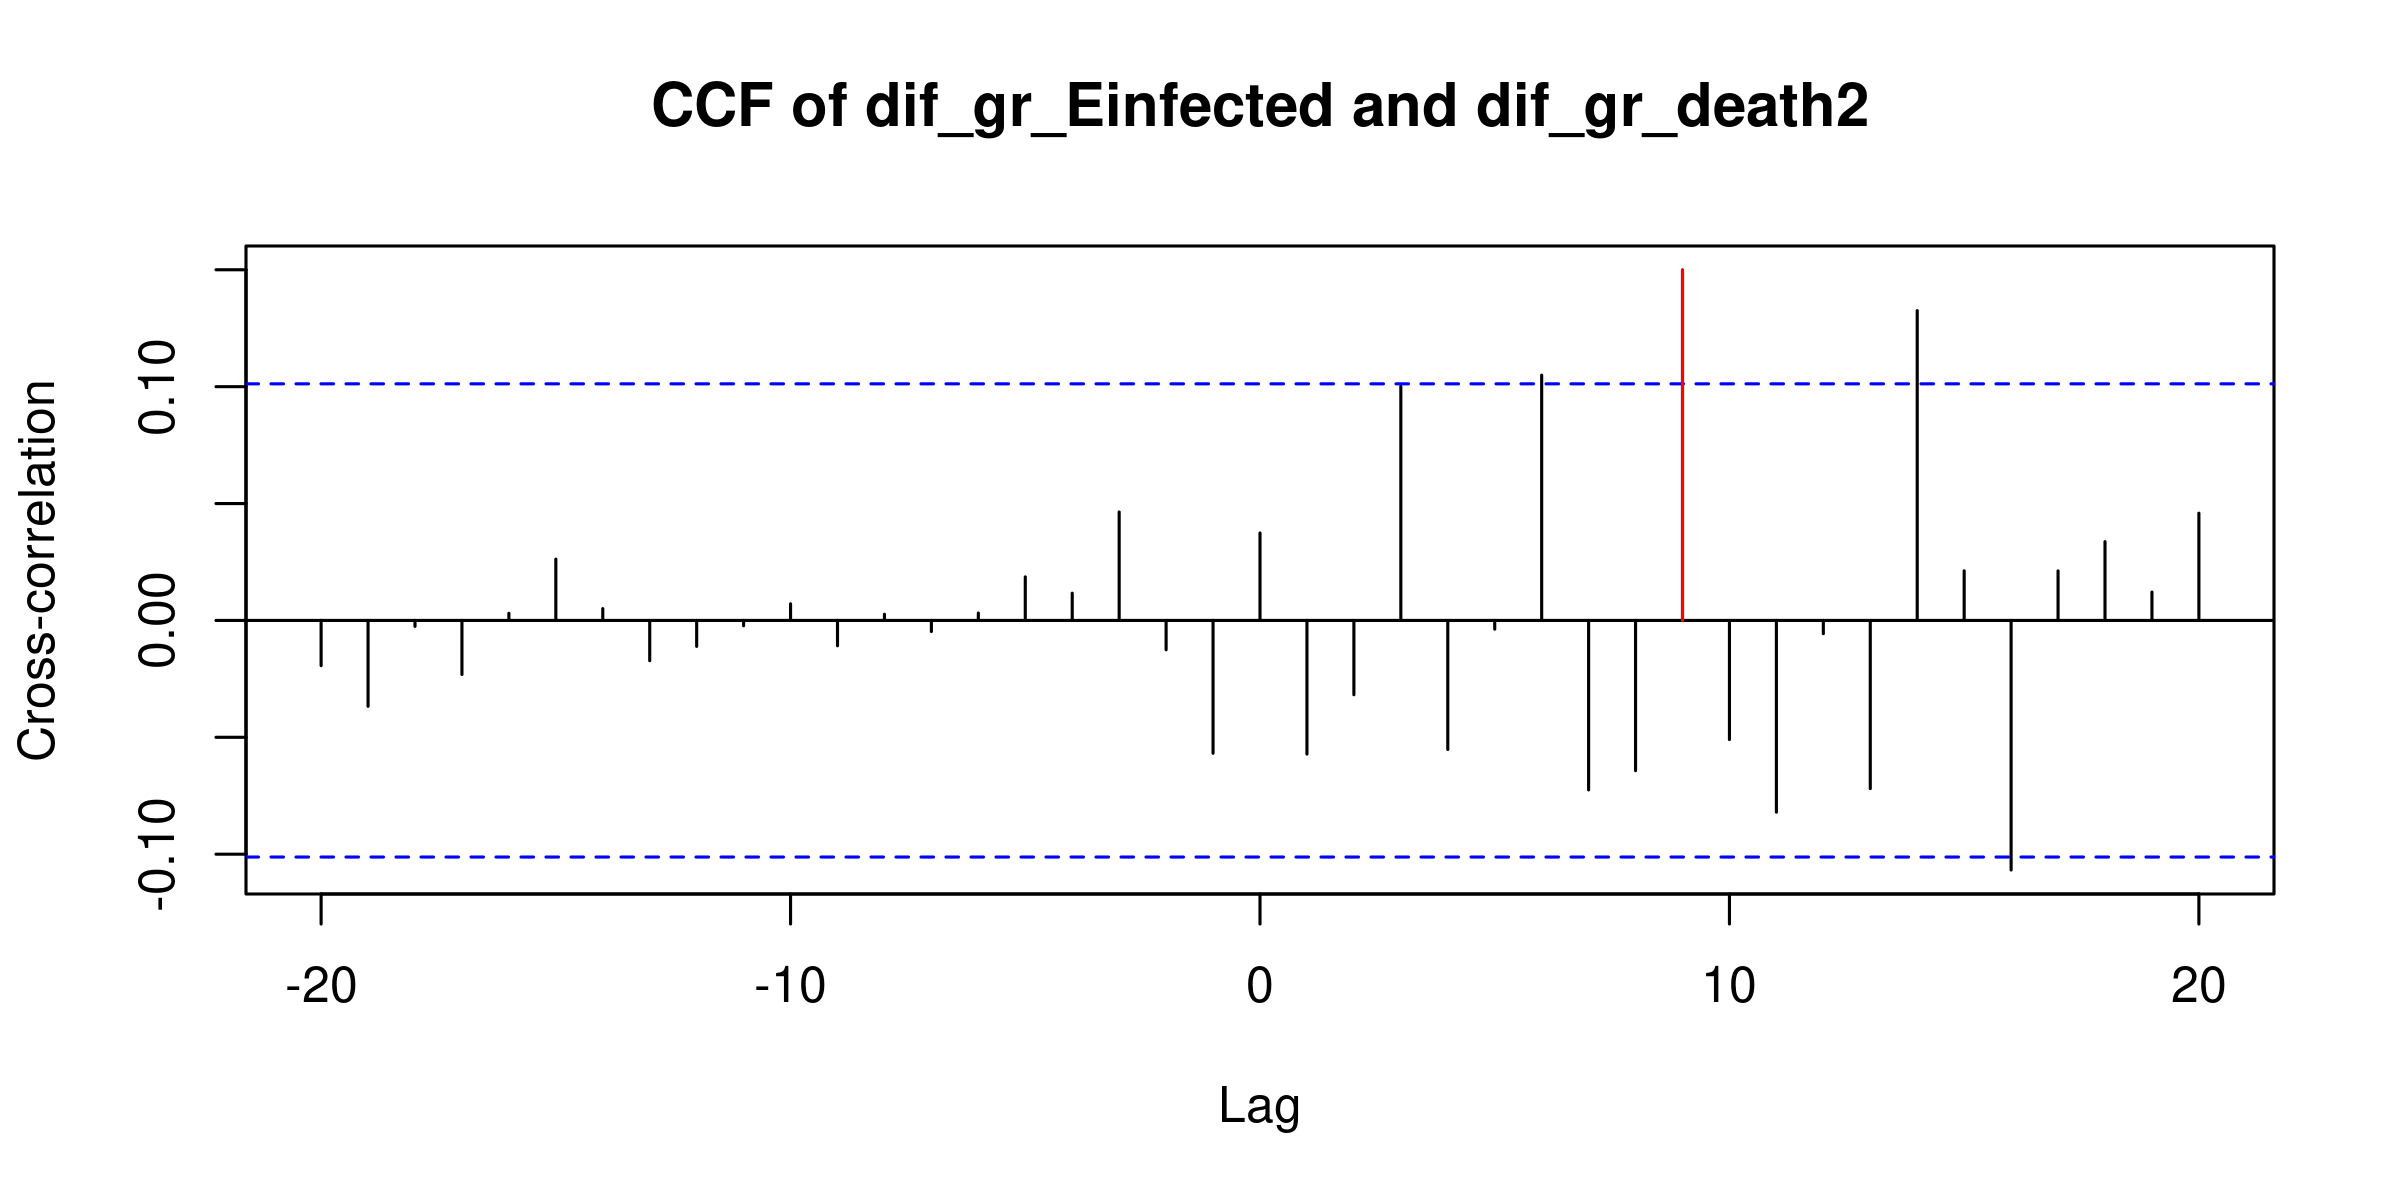 CCF of dif_gr_Einfected and dif_gr_death2
Cross-correlation
0.10
0.00
-0.10
-20 -10 0 10 20
Lag